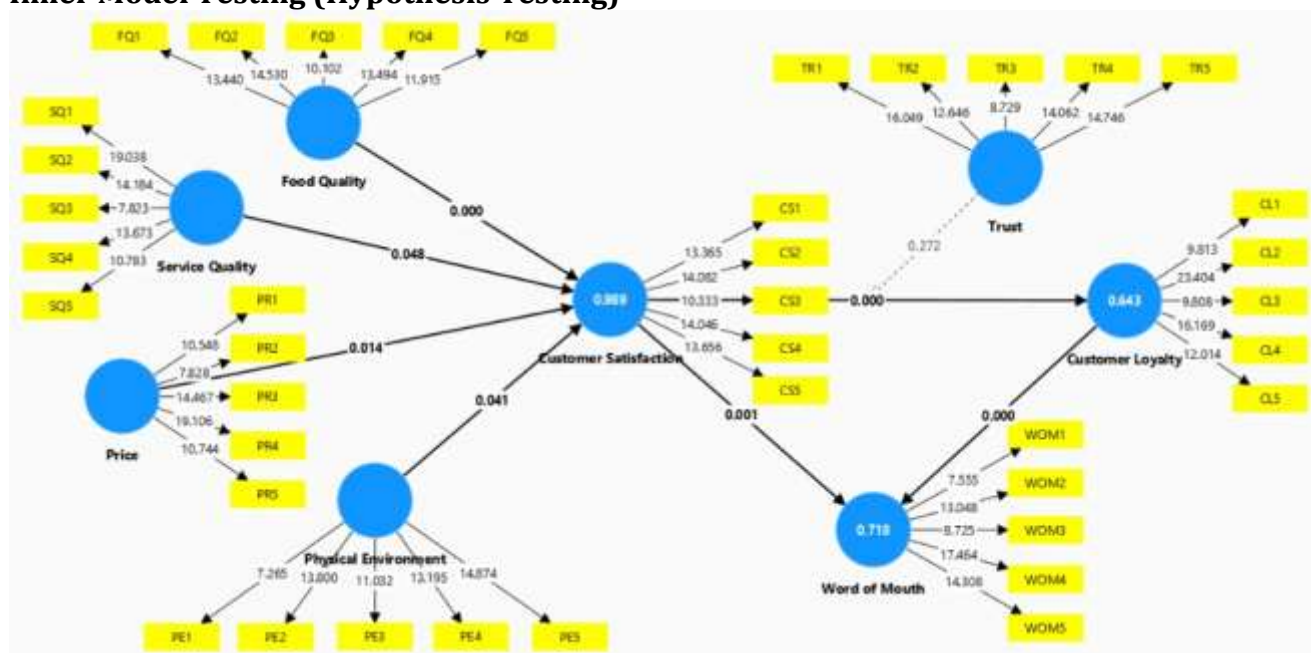 Inner Model Testing (Hypothesis Testing)
FQ1
FQ2
FQ3
FQ4
FQ5
13.440
14.530
10.102
13.494
11.915
Food Quality
SQ1
SQ2
SQ3
SQ4
SQ5
19.038
14.184
7.823
13.673
10.783
Service Quality
PR1
PR2
PR3
PR4
PR5
10.548
7.828
14.467
19.106
10.744
Price
Physical Environment
7.265
13.800
11.032
13.195
14.874
PE1
PE2
PE3
PE4
PE5
0.000
0.048
0.014
0.041
Customer Satisfaction
13.365
14.082
10.333
14.046
13.656
CS1
CS2
CS3
CS4
CS5
TR1
TR2
TR3
TR4
TR5
16.049
12.646
8.729
14.062
14.746
Trust
0.272
0.000
0.001
0.000
0.643
Customer Loyalty
9.813
23.404
9.808
16.169
12.014
CL1
CL2
CL3
CL4
CL5
0.718
Word of Mouth
7.555
13.048
8.725
17.464
14.308
WOM1
WOM2
WOM3
WOM4
WOM5